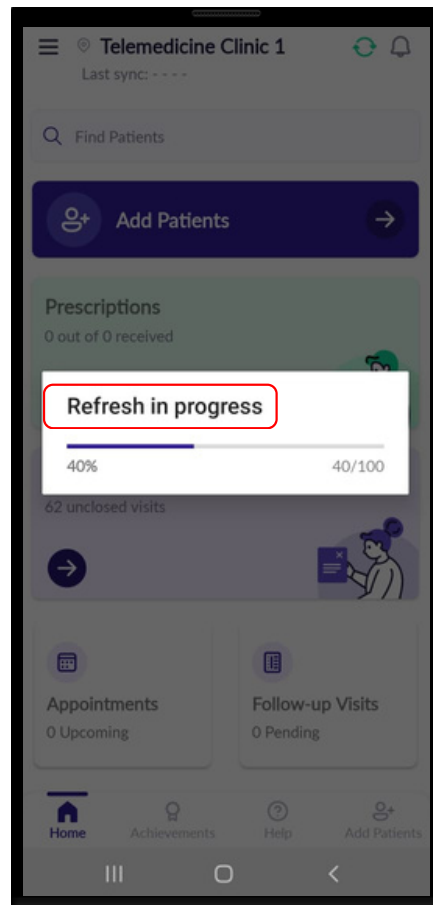 Telemedicine Clinic 1
Last sync: - - - -
Find Patients
Add Patients
Prescriptions
0 out of 0 received
Refresh in progress
40% 40/100
62 unclosed visits
Appointments Follow-up Visits
0 Upcoming 0 Pending
Home Achievements Help Add Patients